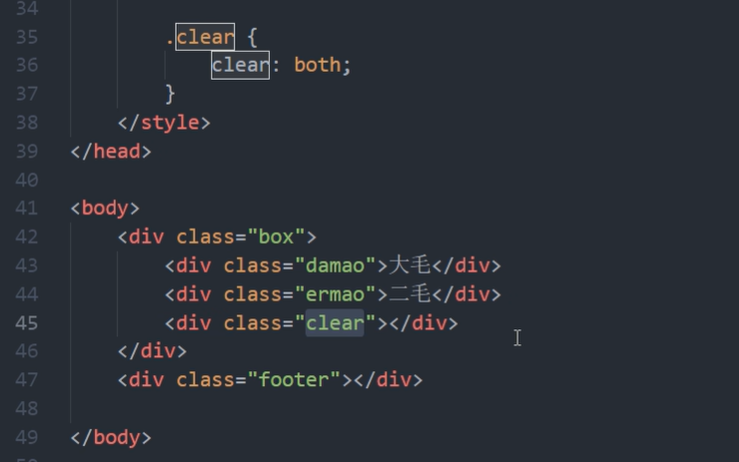 34
35 .clear {
36 clear: both;
37 }
38 </style>
39 </head>
40
41 <body>
42 <div class="box">
43 <div class="damao">大毛</div>
44 <div class="ermao">二毛</div>
45 <div class="clear"></div>
46 </div>
47 <div class="footer"></div>
48
49 </body>